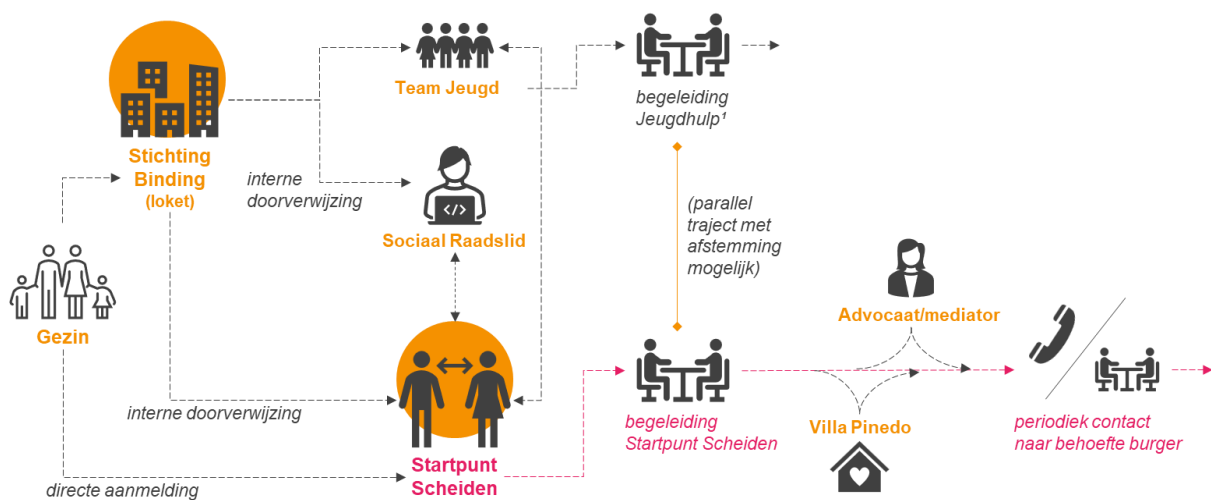 Team Jeugd
begeleiding
Jeugdhulp¹
Stichting
Binding
(loket)
interne
doorverwijzing
Sociaal Raadslid
</>
(parallel
traject met
afstemming
mogelijk)
Gezin
Advocaat/mediator
interne doorverwijzing
begeleiding
Startpunt Scheiden
Villa Pinedo
periodiek contact
naar behoefte burger
Startpunt
Scheiden
directe aanmelding